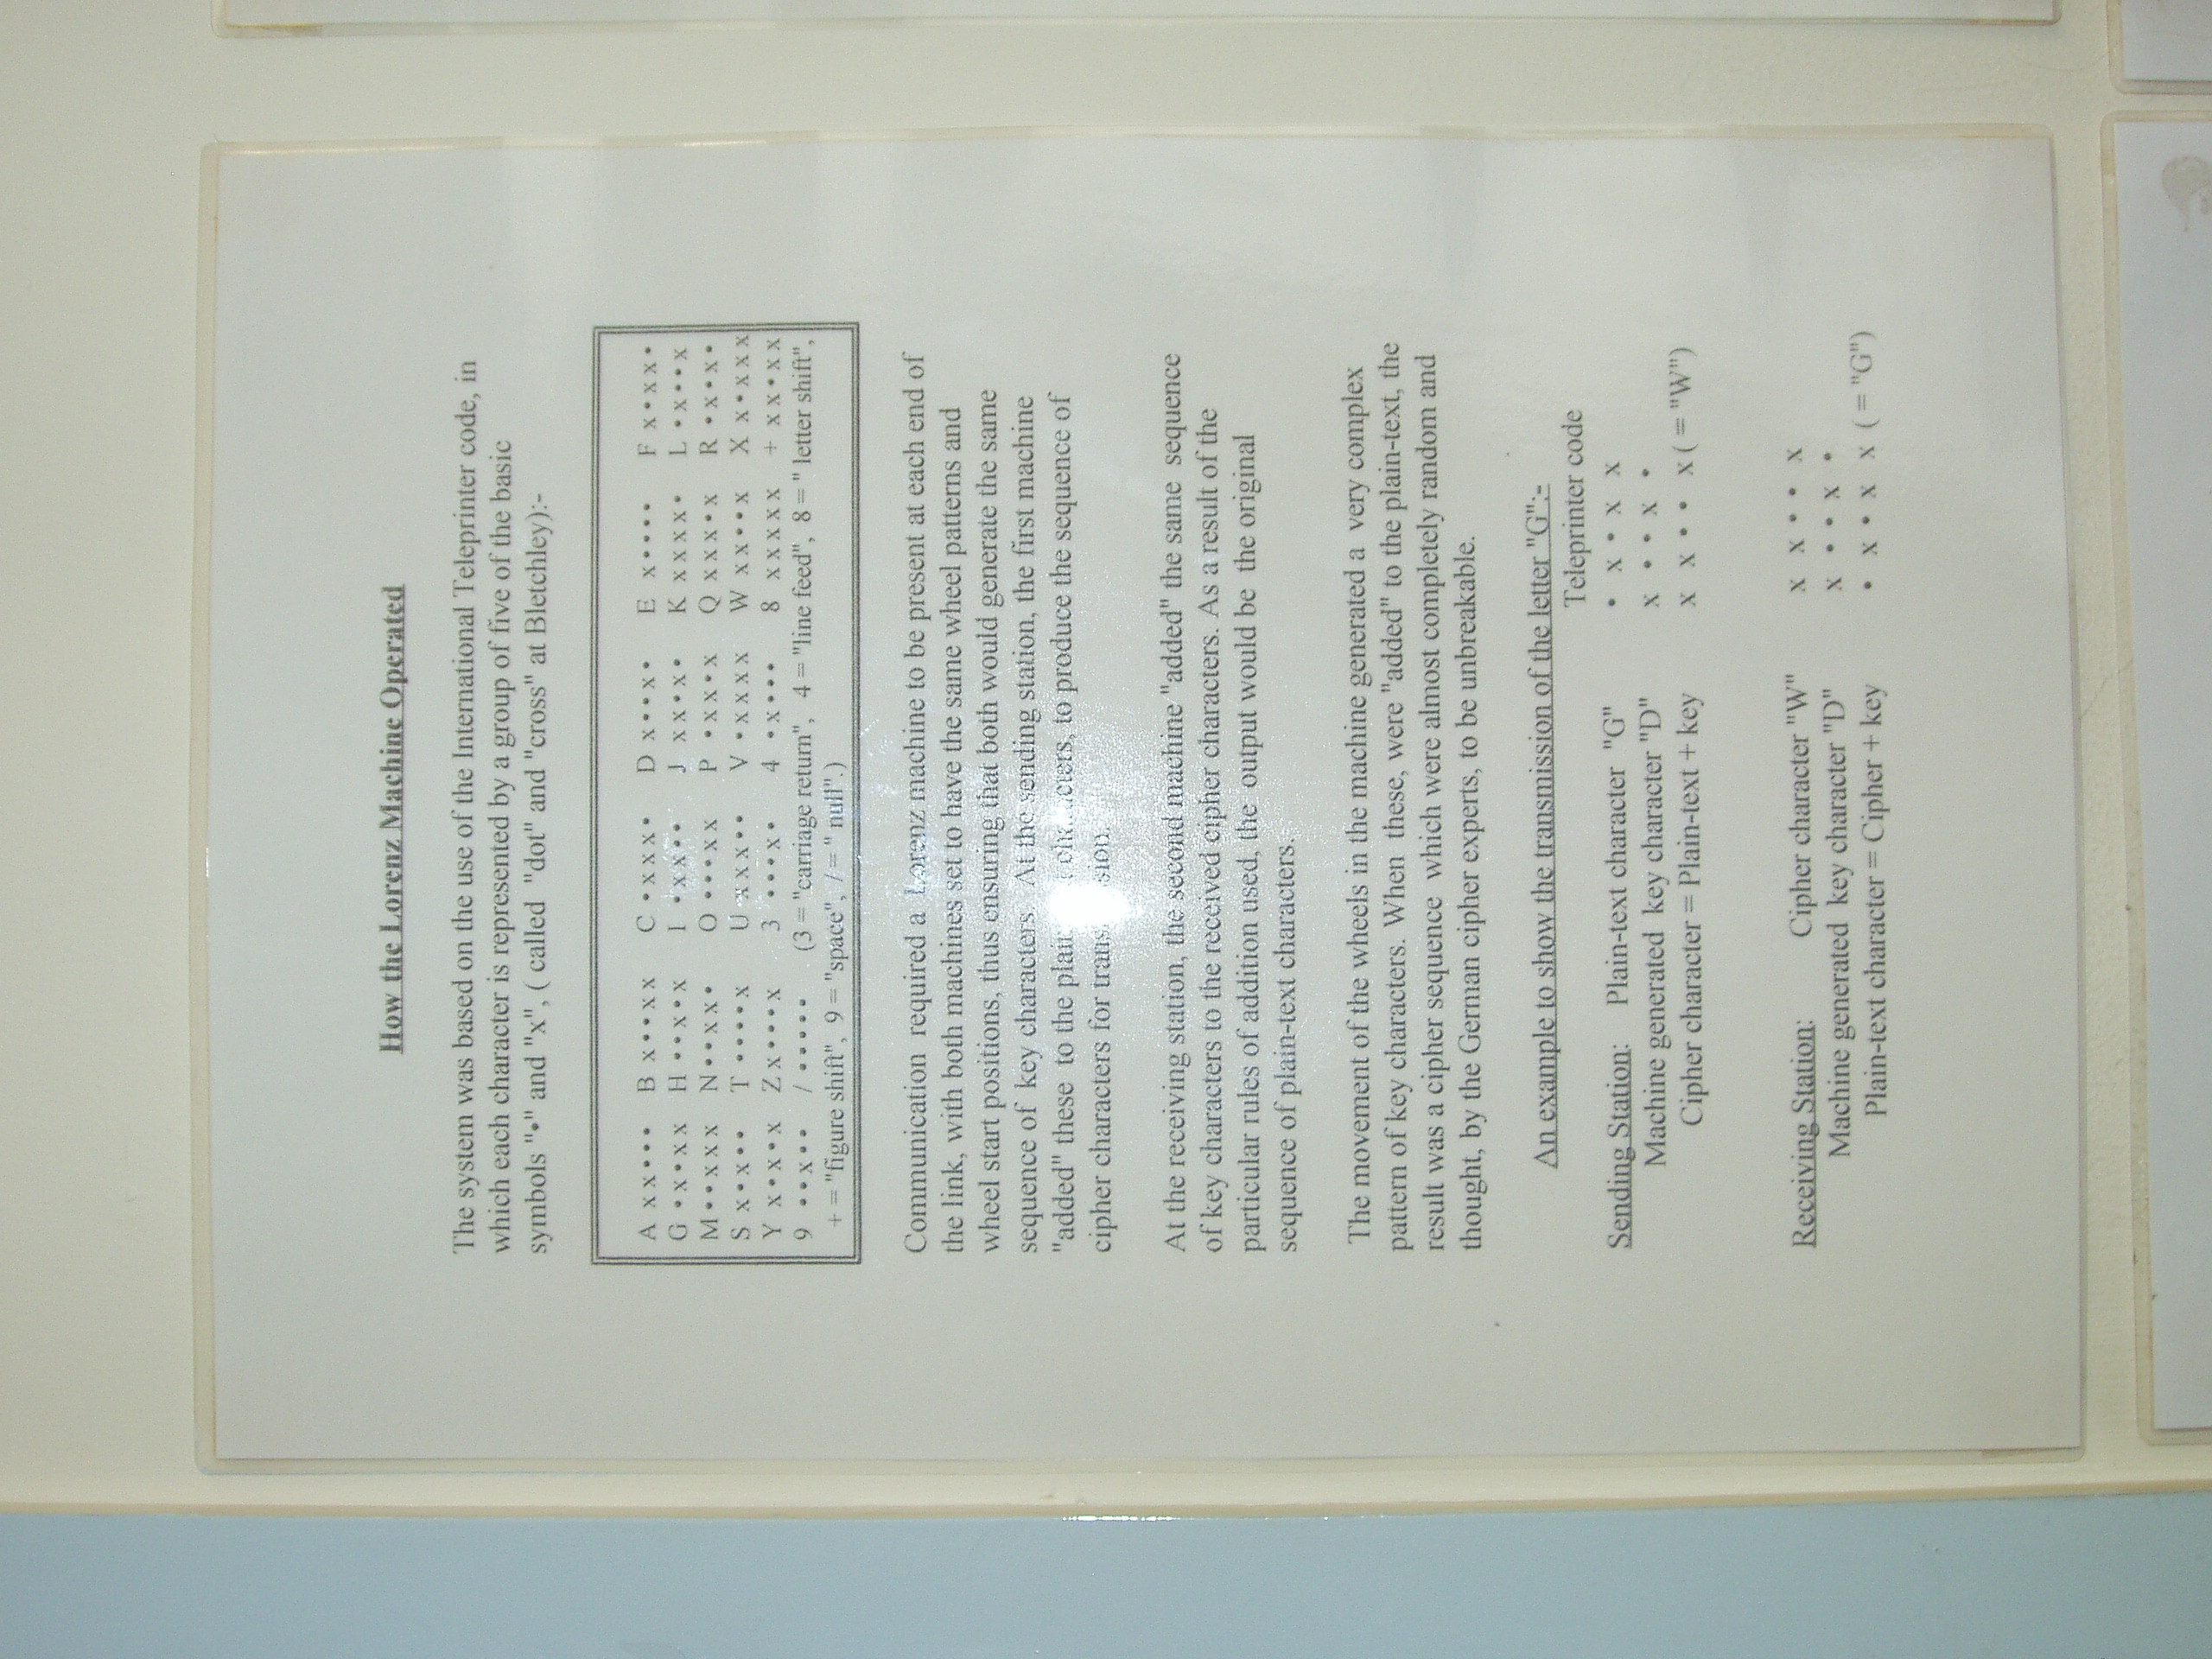 How the Lorenz Machine Operated
The system was based on the use of the International Teleprinter code, in
which each character is represented by a group of five of the basic
symbols "•" and "x", ( called "dot" and "cross" at Bletchley):-
A x x • • • B x • • x x C • x x x • D x • • x • E x • • • • F x • x x •
G • x • x x H • • x • x I • x x • • J x x • x • K x x x x • L • x • • x
M • • x x x N • • x x • O • • • x x P • x x • x Q x x x • x R • x • x •
S x • x • • T • • • • x U x x x • • V • x x x x W x x • • x X x • x x x
Y x • x • x Z x • • • x 3 • • • x • 4 • x • • • 8 x x x x x + x x • x x
9 • • x • • / • • • • • (3 = "carriage return", 4 = "line feed", 8 = " letter shift",
+ = "figure shift", 9 = "space", / = " null".)
Communication required a Lorenz machine to be present at each end of
the link, with both machines set to have the same wheel patterns and
wheel start positions, thus ensuring that both would generate the same
sequence of key characters. At the sending station, the first machine
"added" these to the characters, to produce the sequence of
cipher characters for
At the receiving station, the second machine "added" the same sequence
of key characters to the received cipher characters. As a result of the
particular rules of addition used, the output would be the original
sequence of plain-text characters.
The movement of the wheels in the machine generated a very complex
pattern of key characters. When these, were "added" to the plain-text, the
result was a cipher sequence which were almost completely random and
thought, by the German cipher experts, to be unbreakable.
An example to show the transmission of the letter "G":-
Teleprinter code
Sending Station: Plain-text character "G" • x • x x
Machine generated key character "D" x • • x •
Cipher character = Plain-text + key x x • • x ( = "W")
Receiving Station: Cipher character "W" x x • • x
Machine generated key character "D" x • • x •
Plain-text character = Cipher + key • x • x x ( = "G")